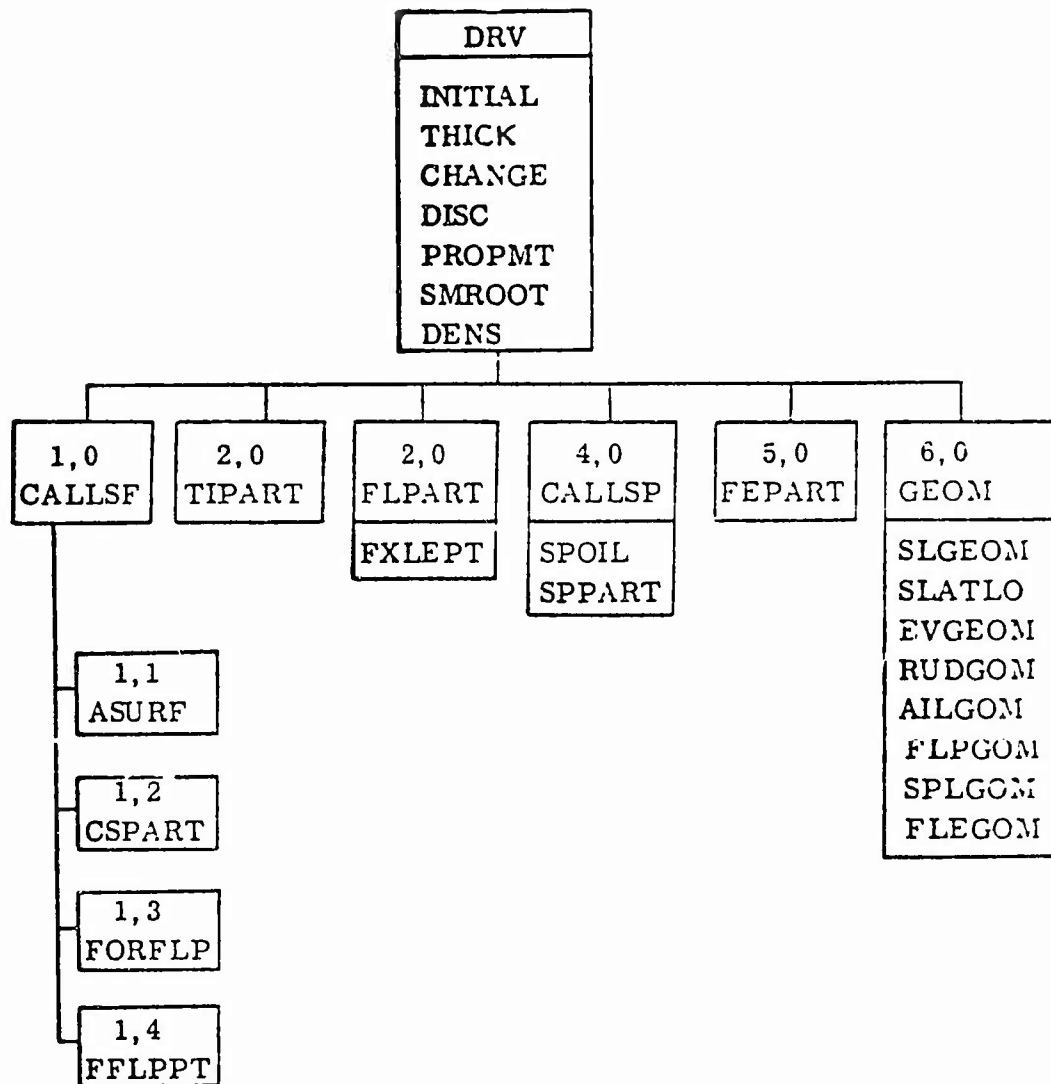 DRV
INITIAL
THICK
CHANGE
DISC
PROPMT
SMROOT
DENS
1,0
CALLSF
2,0
TIPART
2,0
FLPART
FXLEPT
4,0
CALLSP
SPOIL
SPPART
5,0
FEPART
6,0
GEOM
SLGEOM
SLATLO
EVGEOM
RUDGOM
AILGOM
FLPGOM
SPLGOM
FLEGOM
1,1
ASURF
1,2
CSPART
1,3
FORFLP
1,4
FFLPPT